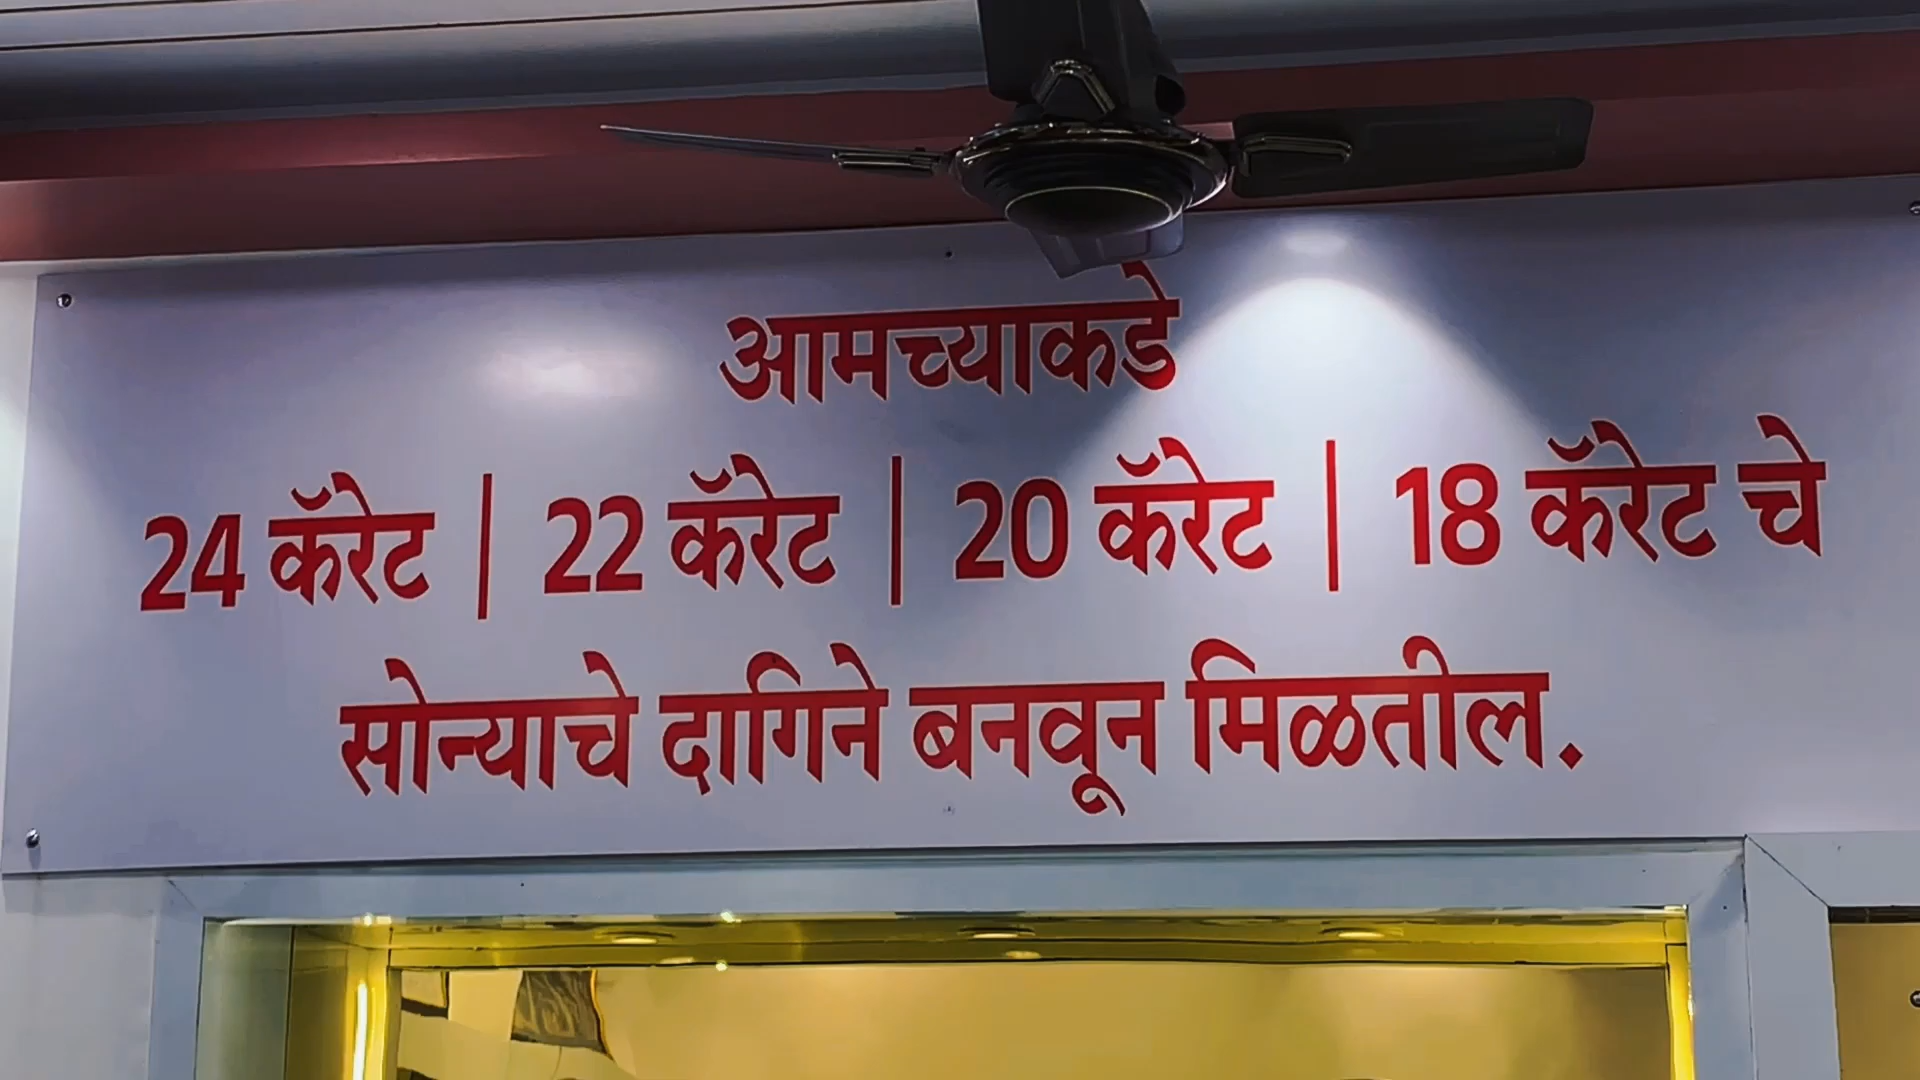 आमच्याकडे
24 कॅरेट | 22 कॅरेट | 20 कॅरेट | 18 कॅरेट चे
सोन्याचे दागिने बनवून मिळतील.